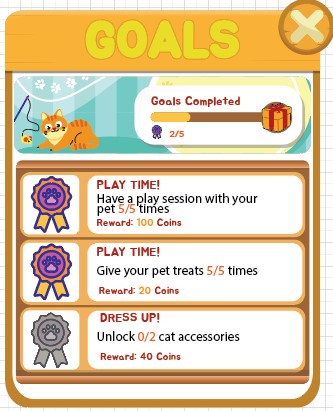 GOALS
Goals Completed
2/5
PLAY TIME!
Have a play session with your
pet 5/5 times
Reward: 100 Coins
PLAY TIME!
Give your pet treats 5/5 times
Reward: 20 Coins
DRESS UP!
Unlock 0/2 cat accessories
Reward: 40 Coins